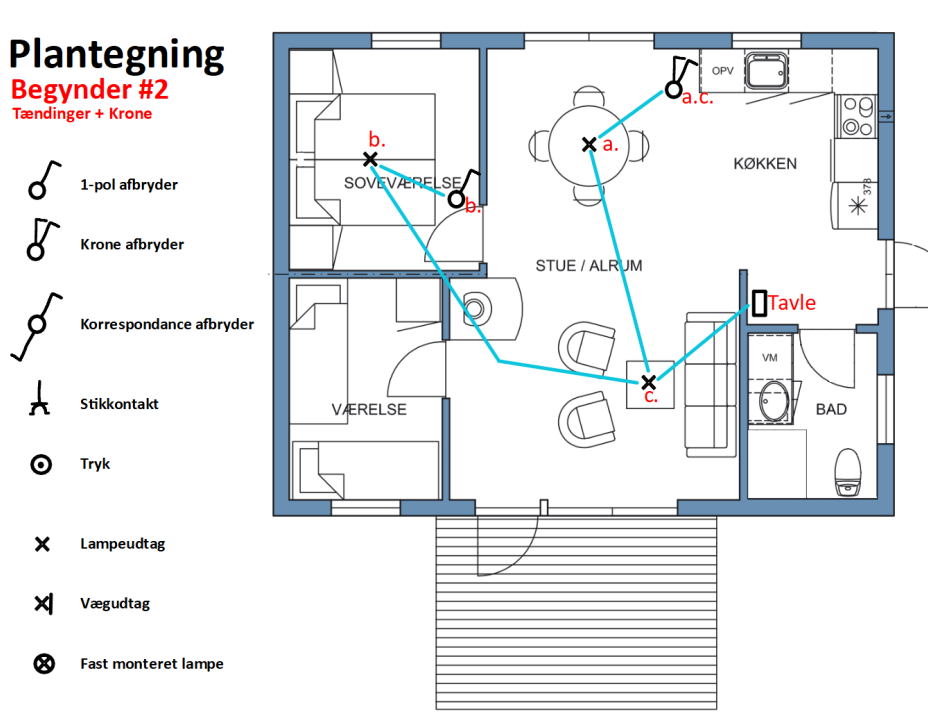 Plantegning
Begynder #2
Tændinger + Krone
1-pol afbryder
Krone afbryder
Korrespondance afbryder
Stikkontakt
Tryk
Lampeudtag
Vægudtag
Fast monteret lampe
OPV
a.c.
b.
a.
KØKKEN
SOVEVÆRELSE
378
b.
STUE / ALRUM
Tavle
VM
c.
VÆRELSE
BAD